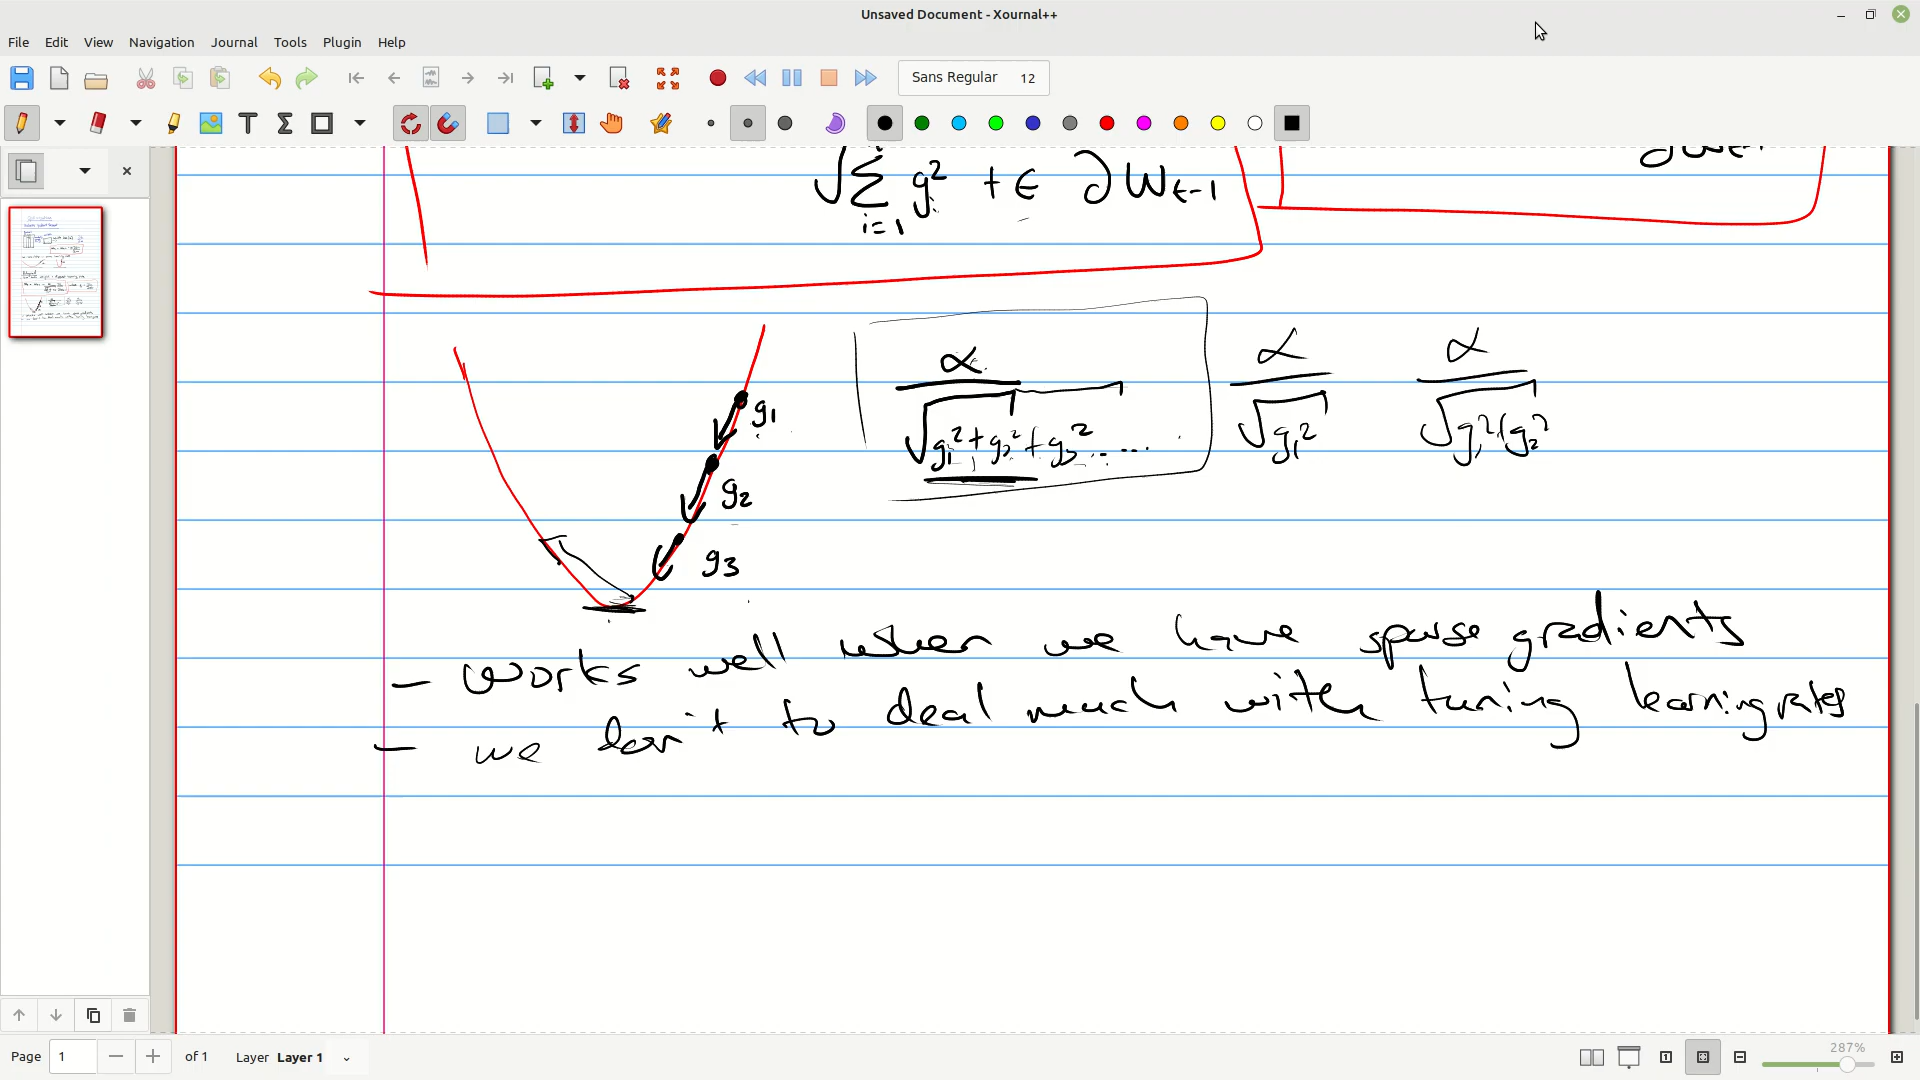 Unsaved Document - Xournal++
File Edit View Navigation Journal Tools Plugin Help
Sans Regular 12
√Σ g² + ε ∂W t-1
i=1
α α α
√g₁²+g₂²+g₃².... √g₁² √g₁²+g₂²
g1
g2
g3
- works well when we have sparse gradients
- we don't to deal much with tuning learning rates
Page 1 of 1 Layer Layer 1 287%